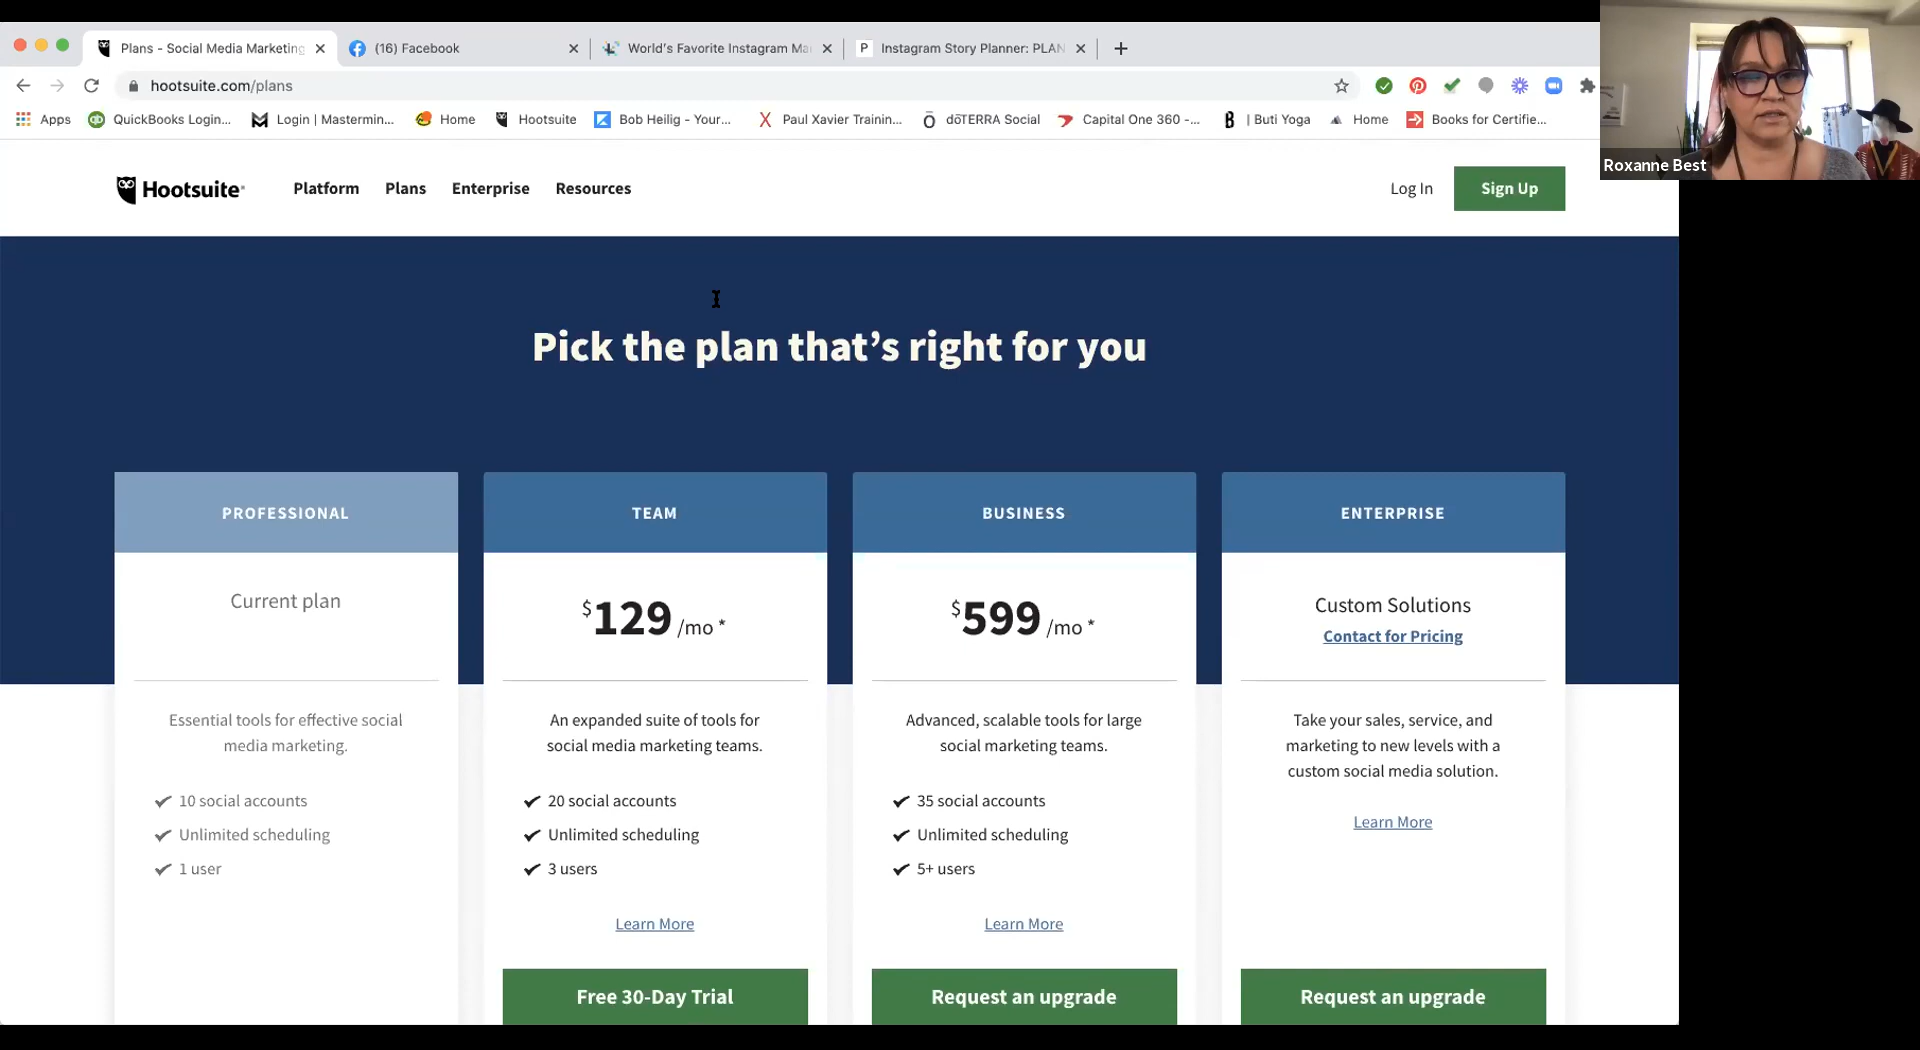 Plans - Social Media Marketing
(16) Facebook
World's Favorite Instagram Ma
Instagram Story Planner: PLAN
hootsuite.com/plans
Apps
QuickBooks Login...
Login | Mastermin...
Home
Hootsuite
Bob Heilig - Your...
Paul Xavier Trainin...
dōTERRA Social
Capital One 360 -...
| Buti Yoga
Home
Books for Certifie...
Roxanne Best
Hootsuite
Platform
Plans
Enterprise
Resources
Log In
Sign Up
Pick the plan that’s right for you
PROFESSIONAL
Current plan
Essential tools for effective social
media marketing.
10 social accounts
Unlimited scheduling
1 user
TEAM
$129 /mo *
An expanded suite of tools for
social media marketing teams.
20 social accounts
Unlimited scheduling
3 users
Learn More
Free 30-Day Trial
BUSINESS
$599 /mo *
Advanced, scalable tools for large
social marketing teams.
35 social accounts
Unlimited scheduling
5+ users
Learn More
Request an upgrade
ENTERPRISE
Custom Solutions
Contact for Pricing
Take your sales, service, and
marketing to new levels with a
custom social media solution.
Learn More
Request an upgrade